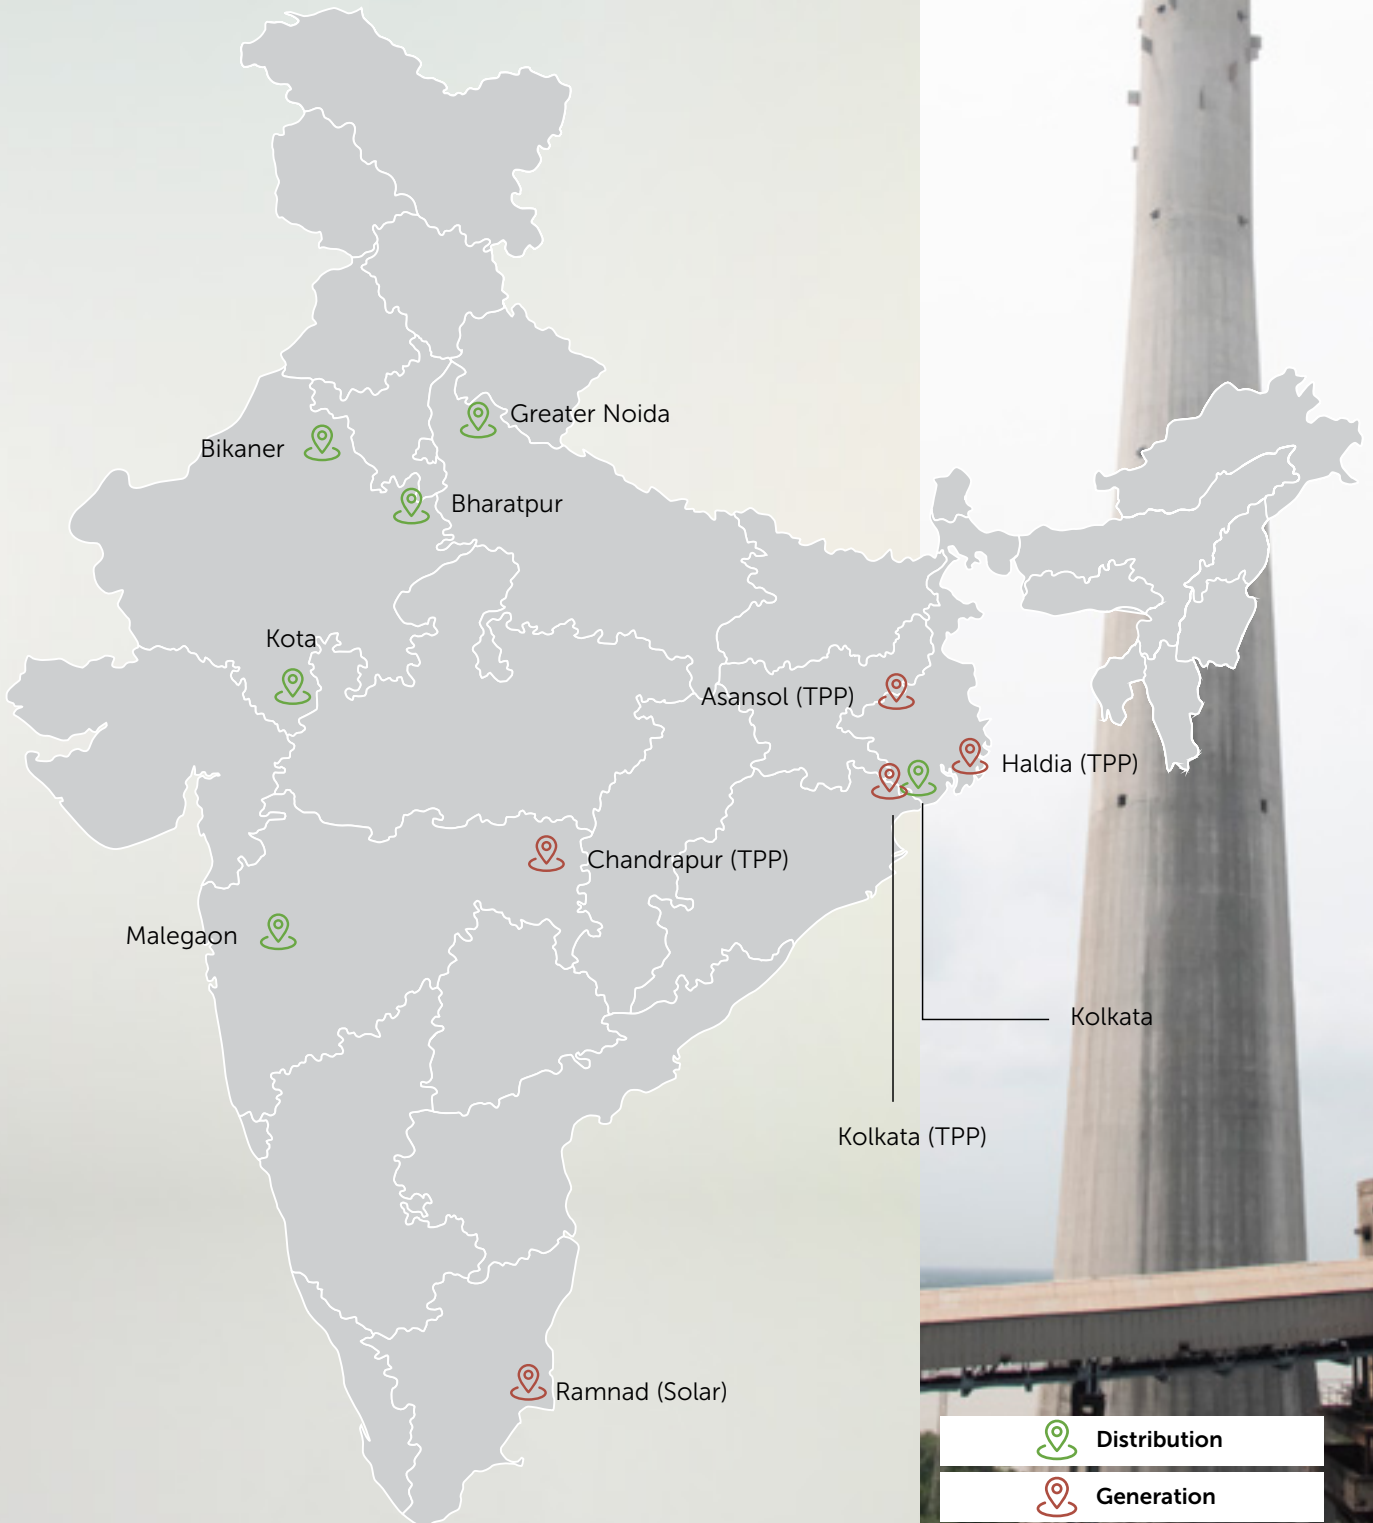 Greater Noida
Bikaner
Bharatpur
Kota
Asansol (TPP)
Haldia (TPP)
Chandrapur (TPP)
Malegaon
Kolkata
Kolkata (TPP)
Ramnad (Solar)
Distribution
Generation